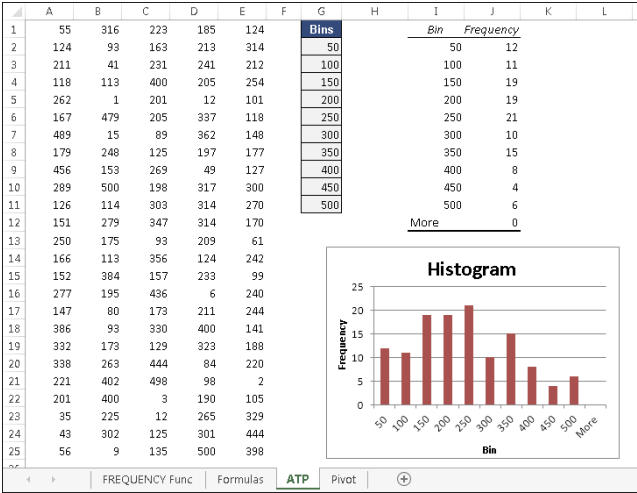 A B C D E F G H I J K L
1 55 316 223 185 124 Bins Bin Frequency
2 124 93 163 213 314 50 50 12
3 211 41 231 241 212 100 100 11
4 118 113 400 205 254 150 150 19
5 262 1 201 12 101 200 200 19
6 167 479 205 337 118 250 250 21
7 489 15 89 362 148 300 300 10
8 179 248 125 197 177 350 350 15
9 456 153 269 49 127 400 400 8
10 289 500 198 317 300 450 450 4
11 126 114 303 314 270 500 500 6
12 151 279 347 314 170 More 0
13 250 175 93 209 61
14 166 113 356 124 242
15 152 384 157 233 99
16 277 195 436 6 240
17 147 80 173 211 244
18 386 93 330 400 141
19 332 173 129 323 188
20 338 263 444 84 220
21 221 402 498 98 2
22 201 400 3 190 105
23 35 225 12 265 329
24 43 302 125 301 444
25 56 9 135 500 398
Histogram
25
20
15
10
5
0
Frequency
50 100 150 200 250 300 350 400 450 500 More
Bin
FREQUENCY Func Formulas ATP Pivot